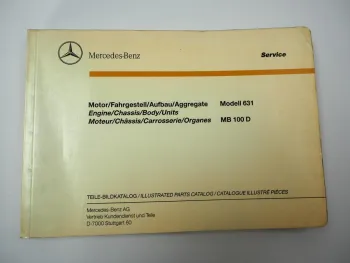 Mercedes-Benz
Service
Motor/Fahrgestell/Aufbau/Aggregate Modell 631
Engine/Chassis/Body/Units
Moteur/Châssis/Carrosserie/Organes MB 100 D
TEILE-BILDKATALOG / ILLUSTRATED PARTS CATALOG / CATALOGUE ILLUSTRÉ PIÈCES
Mercedes-Benz AG
Vertrieb Kundendienst und Teile
D 7000 Stuttgart 60